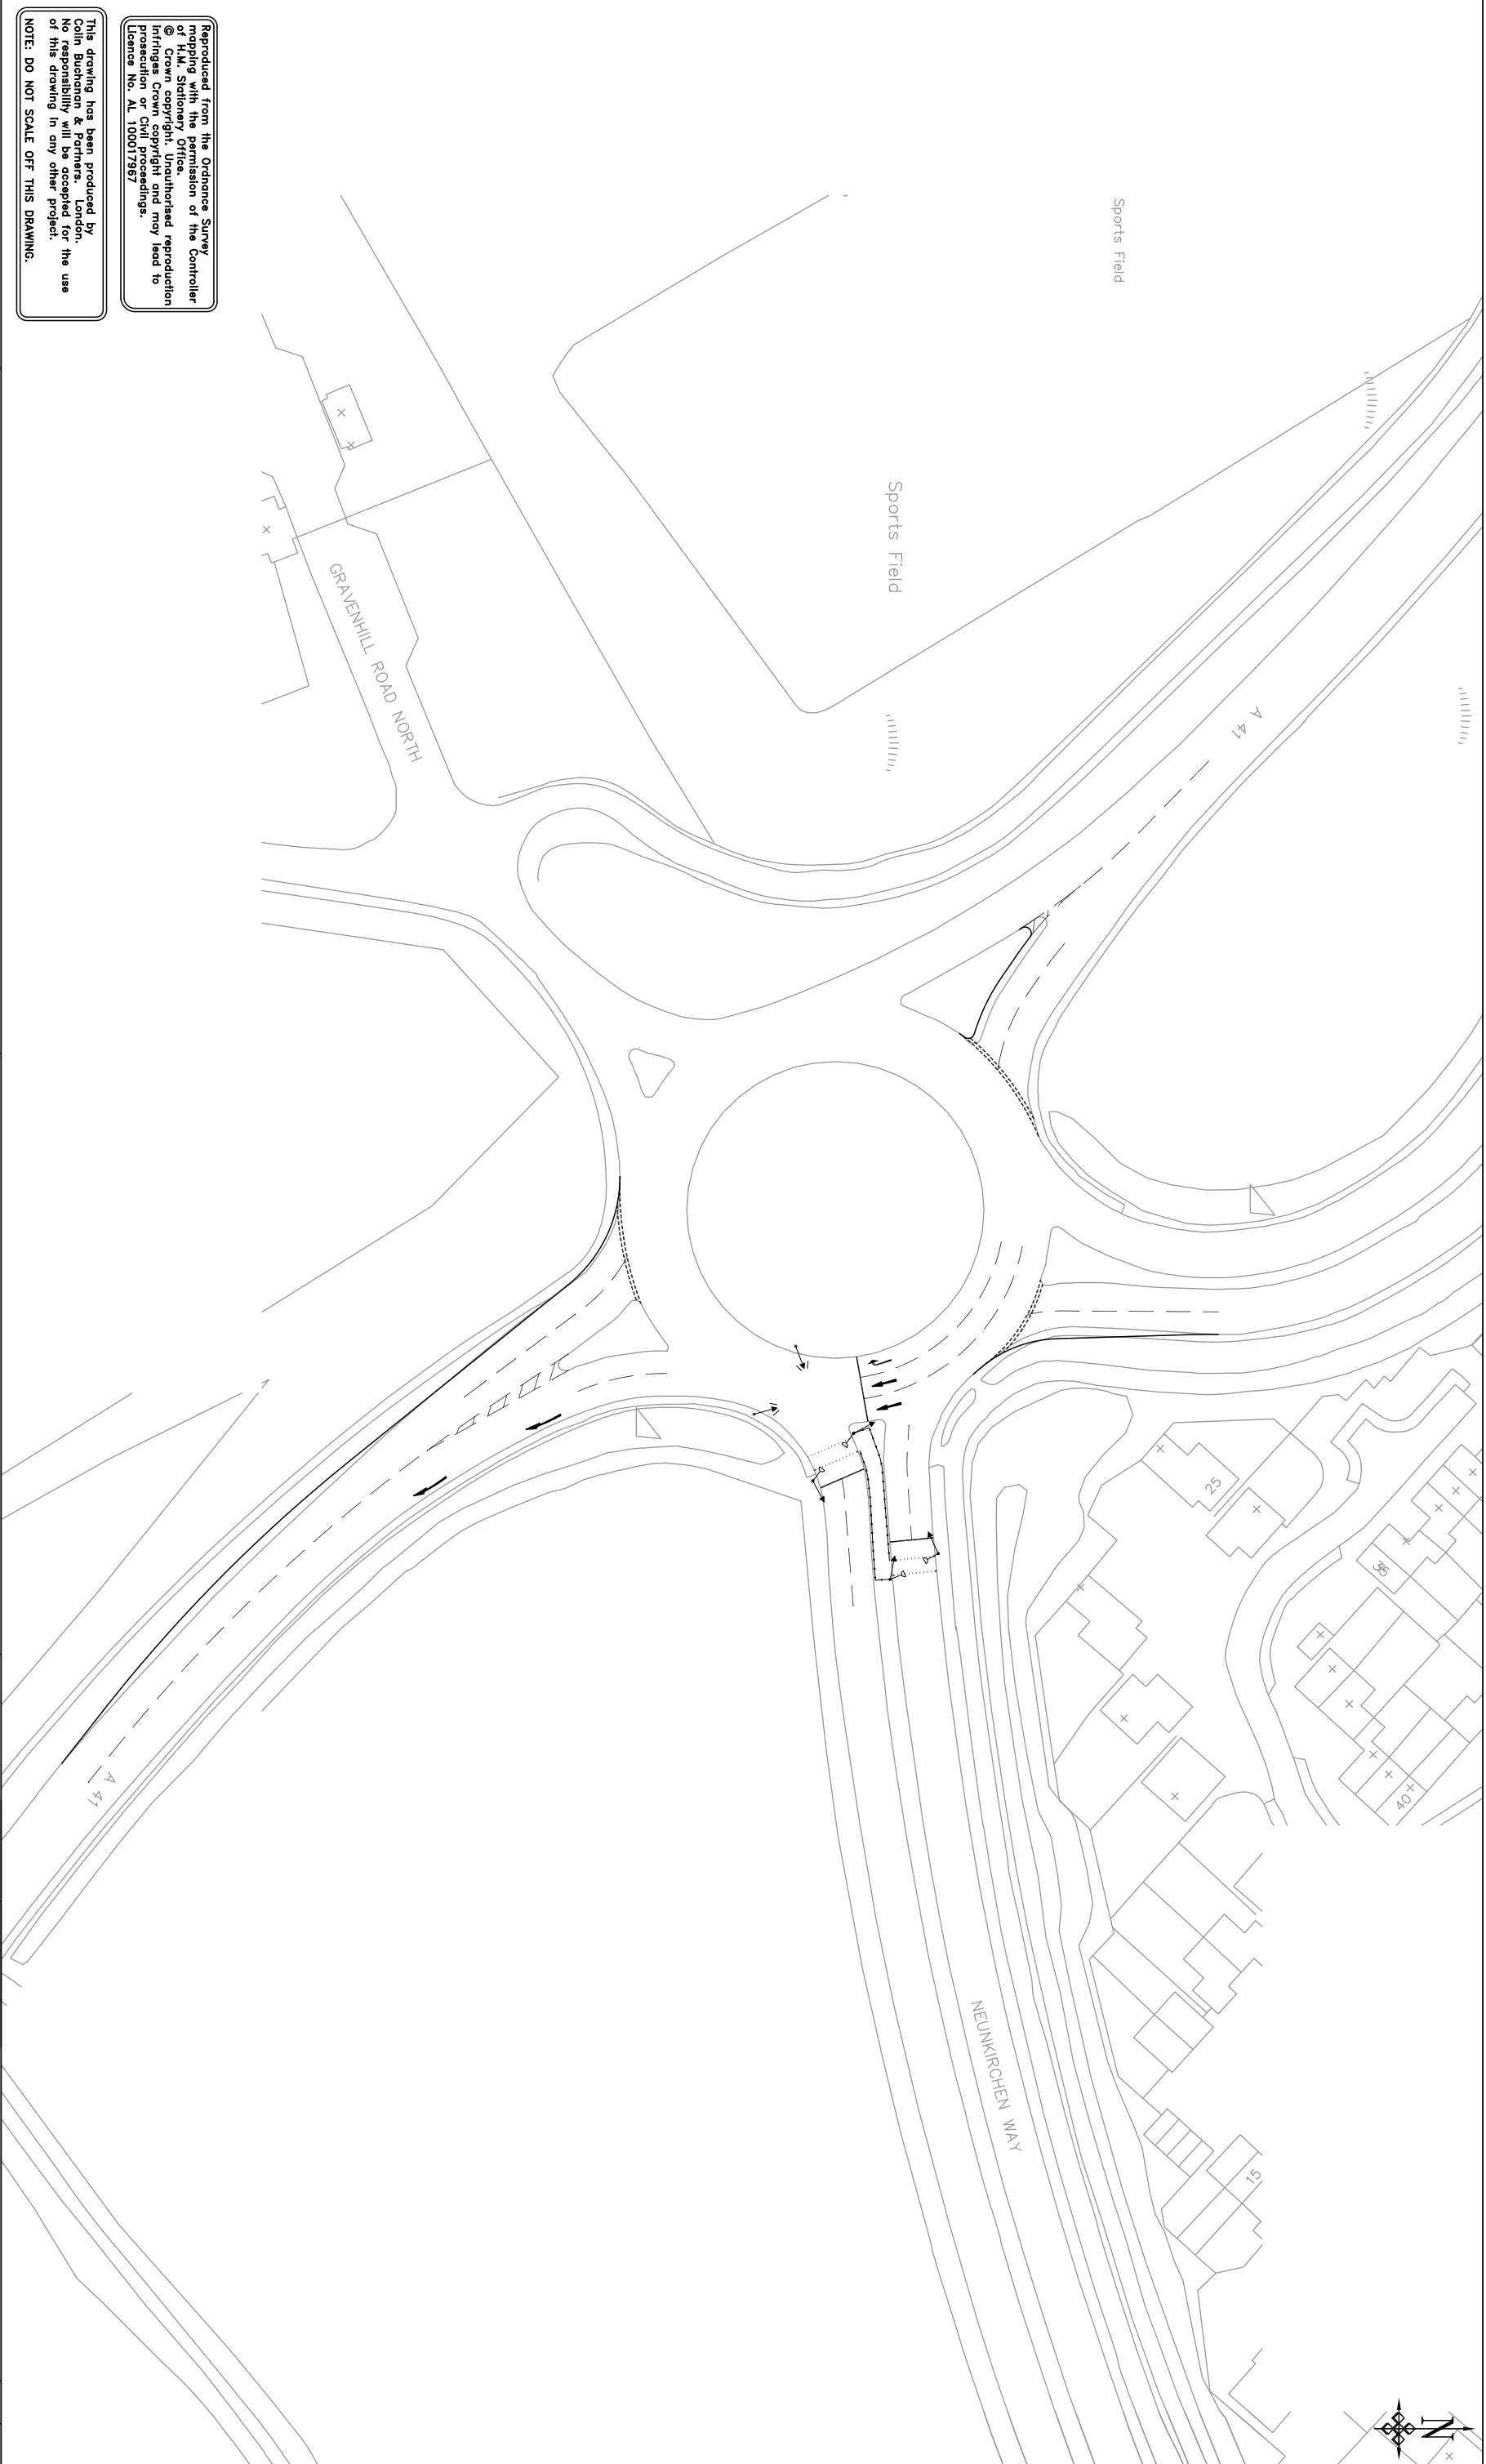 Reproduced from the Ordnance Survey
mapping with the permission of the Controller
of H.M. Stationery Office.
© Crown copyright. Unauthorised reproduction
infringes Crown copyright and may lead to
prosecution or Civil proceedings.
Licence No. AL 100017967
This drawing has been produced by
Colin Buchanan & Partners. London.
No responsibility will be accepted for the use
of this drawing in any other project.
NOTE: DO NOT SCALE OFF THIS DRAWING.
Sports Field
Sports Field
GRAVENHILL ROAD NORTH
A 41
A 41
NEUNKIRCHEN WAY
25
40
15
N